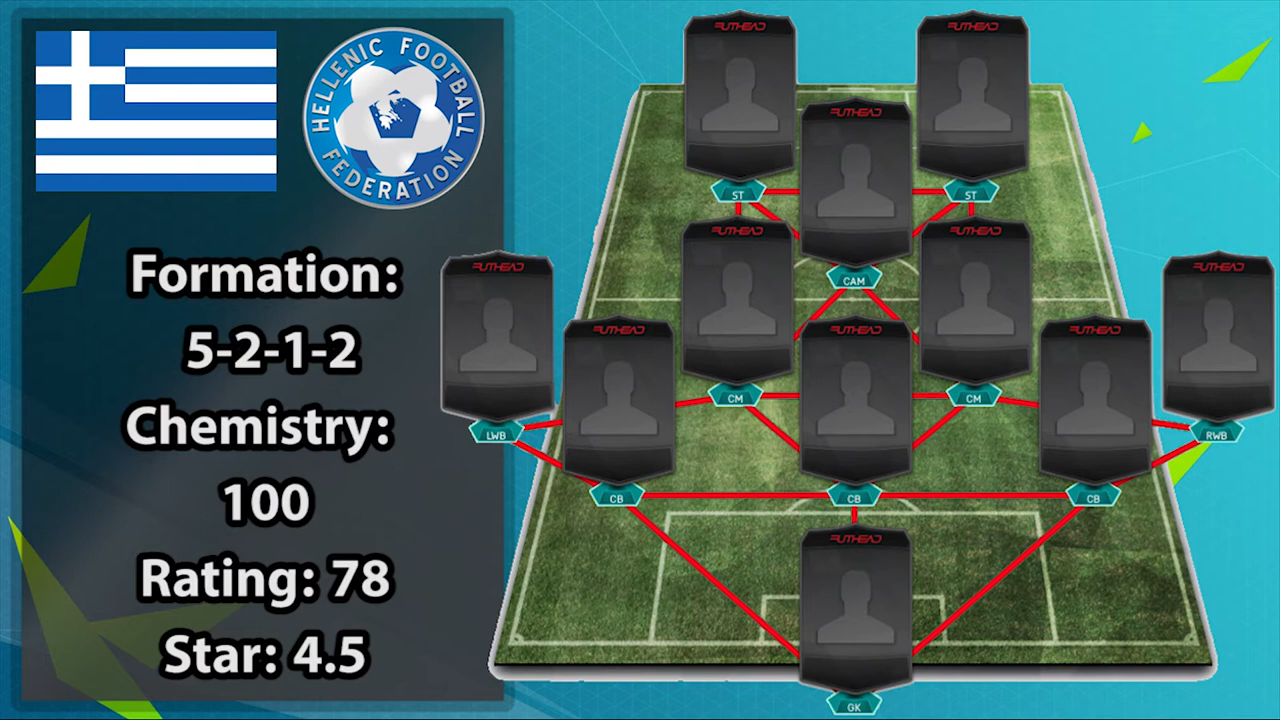 HELLENIC FOOTBALL
FEDERATION
Formation:
5-2-1-2
Chemistry:
100
Rating: 78
Star: 4.5
FUTHEAD
FUTHEAD
FUTHEAD
ST
ST
FUTHEAD
FUTHEAD
FUTHEAD
FUTHEAD
CAM
FUTHEAD
FUTHEAD
FUTHEAD
CM
CM
LWB
RWB
CB
CB
CB
FUTHEAD
GK